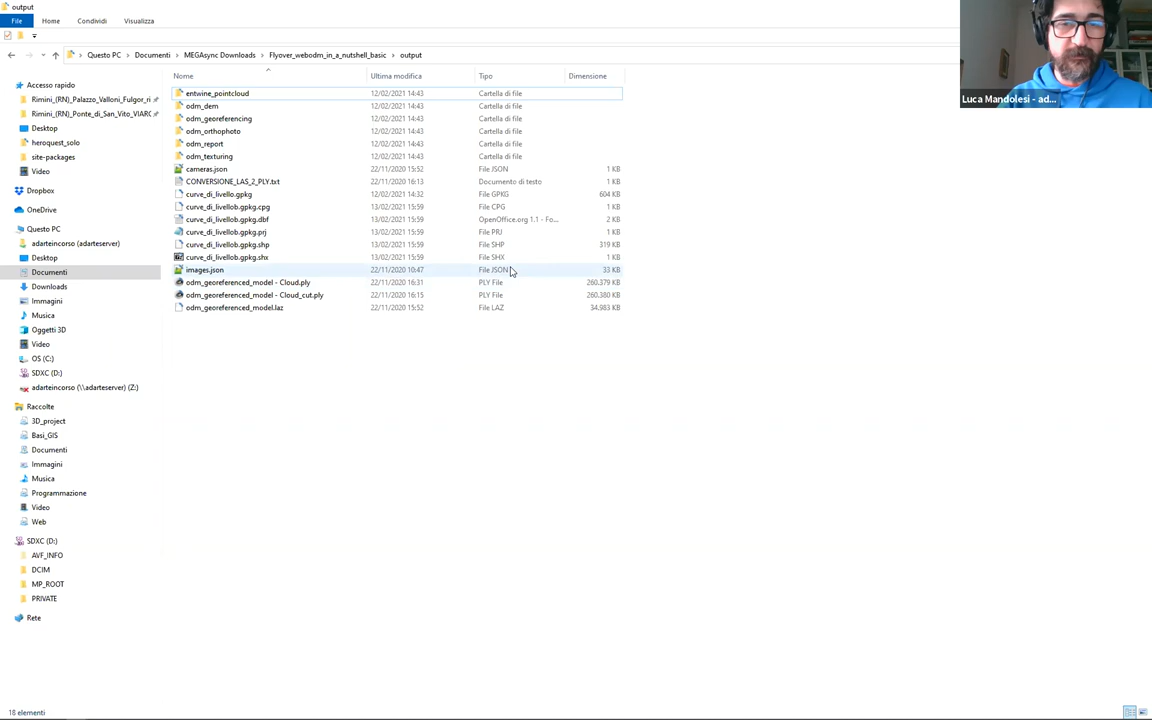 output
File Home Condividi Visualizza
Questo PC > Documenti > MEGAsync Downloads > Flyover_webodm_in_a_nutshell_basic > output
Luca Mandolesi - ad...
Name Ultima modifica Tipo Dimensione
entwine_pointcloud 12/02/2021 14:43 Cartella di file
odm_dem 12/02/2021 14:43 Cartella di file
odm_georeferencing 12/02/2021 14:43 Cartella di file
odm_orthophoto 12/02/2021 14:43 Cartella di file
odm_report 12/02/2021 14:43 Cartella di file
odm_texturing 12/02/2021 14:43 Cartella di file
cameras.json 22/11/2020 15:52 File JSON 1 KB
CONVERSIONE_LAS_2_PLY.txt 22/11/2020 16:13 Documento di testo 1 KB
curve_di_livello.gpkg 12/02/2021 14:32 File GPKG 604 KB
curve_di_livellob.gpkg.cpg 13/02/2021 15:59 File CPG 1 KB
curve_di_livellob.gpkg.dbf 13/02/2021 15:59 OpenOffice.org 1.1 - Fo... 2 KB
curve_di_livellob.gpkg.prj 13/02/2021 15:59 File PRJ 1 KB
curve_di_livellob.gpkg.shp 13/02/2021 15:59 File SHP 319 KB
curve_di_livellob.gpkg.shx 13/02/2021 15:59 File SHX 1 KB
images.json 22/11/2020 10:47 File JSON 33 KB
odm_georeferenced_model - Cloud.ply 22/11/2020 16:31 PLY File 260.379 KB
odm_georeferenced_model - Cloud_cut.ply 22/11/2020 16:15 PLY File 260.380 KB
odm_georeferenced_model.laz 22/11/2020 15:52 File LAZ 34.983 KB
Accesso rapido
Rimini_(RN)_Palazzo_Valloni_Fulgor_ri
Rimini_(RN)_Ponte_di_San_Vito_VIARC
Desktop
heroquest_solo
site-packages
Video
Dropbox
OneDrive
Questo PC
adarteincorso (adarteserver)
Desktop
Documenti
Downloads
Immagini
Musica
Oggetti 3D
Video
OS (C:)
SDXC (D:)
adarteincorso (\\adarteserver) (Z:)
Raccolte
3D_project
Basi_GIS
Documenti
Immagini
Musica
Programmazione
Video
Web
SDXC (D:)
AVF_INFO
DCIM
MP_ROOT
PRIVATE
Rete
18 elementi